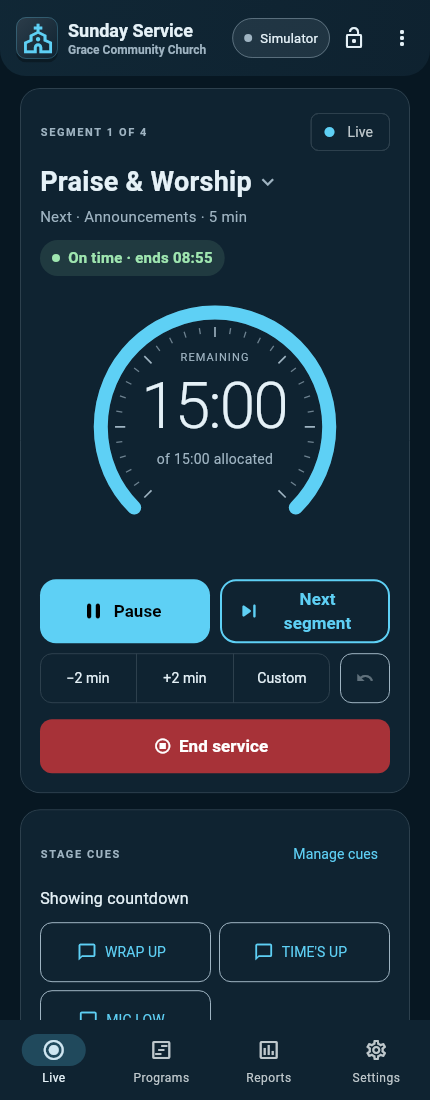 Sunday Service
Grace Community Church
Simulator
SEGMENT 1 OF 4
Live
Praise & Worship
Next · Announcements · 5 min
On time · ends 08:55
REMAINING
15:00
of 15:00 allocated
Pause
Next
segment
−2 min
+2 min
Custom
End service
STAGE CUES
Manage cues
Showing countdown
WRAP UP
TIME'S UP
MIC LOW
Live
Programs
Reports
Settings